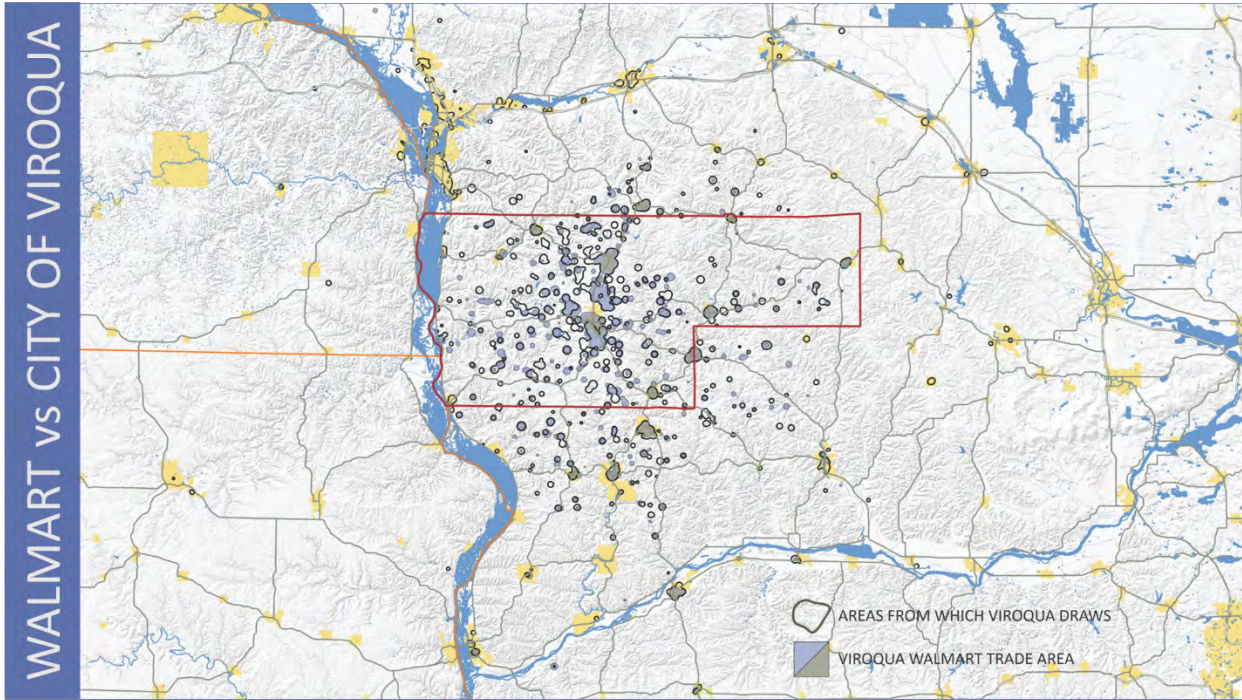 WALMART vs CITY OF VIROQUA
AREAS FROM WHICH VIROQUA DRAWS
VIROQUA WALMART TRADE AREA